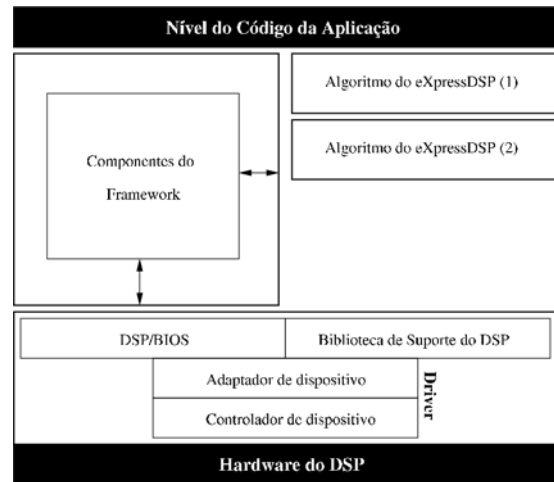 Nível do Código da Aplicação
Algoritmo do eXpressDSP (1)
Algoritmo do eXpressDSP (2)
Componentes do
Framework
DSP/BIOS
Biblioteca de Suporte do DSP
Adaptador de dispositivo
Controlador de dispositivo
Driver
Hardware do DSP